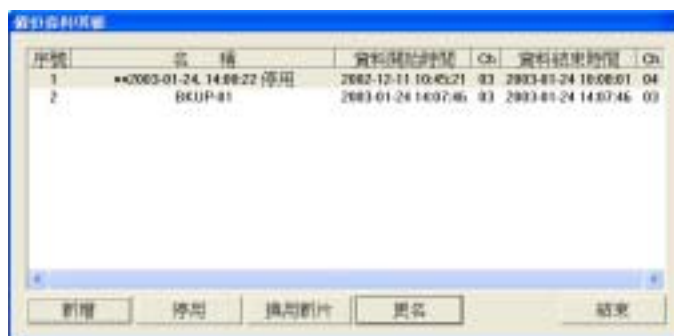 備份資料明細
序號 名 稱 資料開始時間 Ch 資料結束時間 Ch
1 **2003-01-24, 14:08:22 停用 2002-12-11 10:45:21 03 2003-01-24 10:08:01 04
2 BKUP-01 2003-01-24 14:07:46 03 2003-01-24 14:07:46 03
新增 停用 換用新片 更名 結束